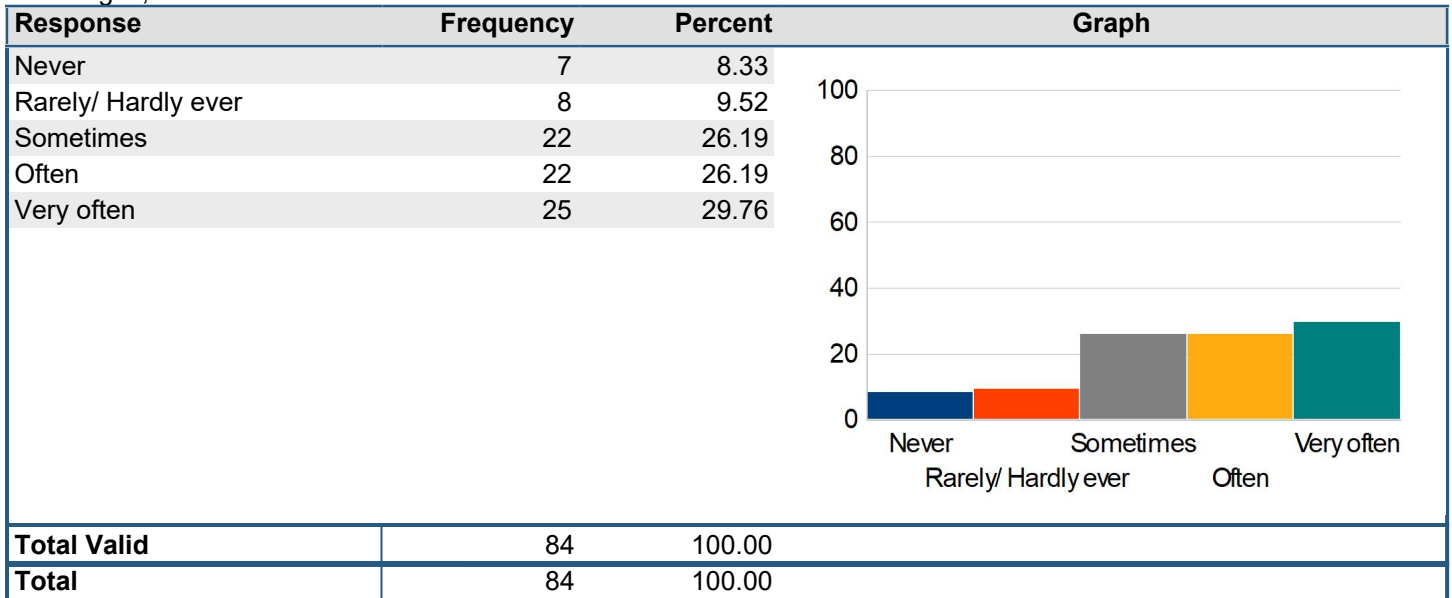 Response Frequency Percent Graph
Never 7 8.33
Rarely/ Hardly ever 8 9.52
Sometimes 22 26.19
Often 22 26.19
Very often 25 29.76
100
80
60
40
20
0
Never Sometimes Very often
Rarely/ Hardly ever Often
Total Valid 84 100.00
Total 84 100.00